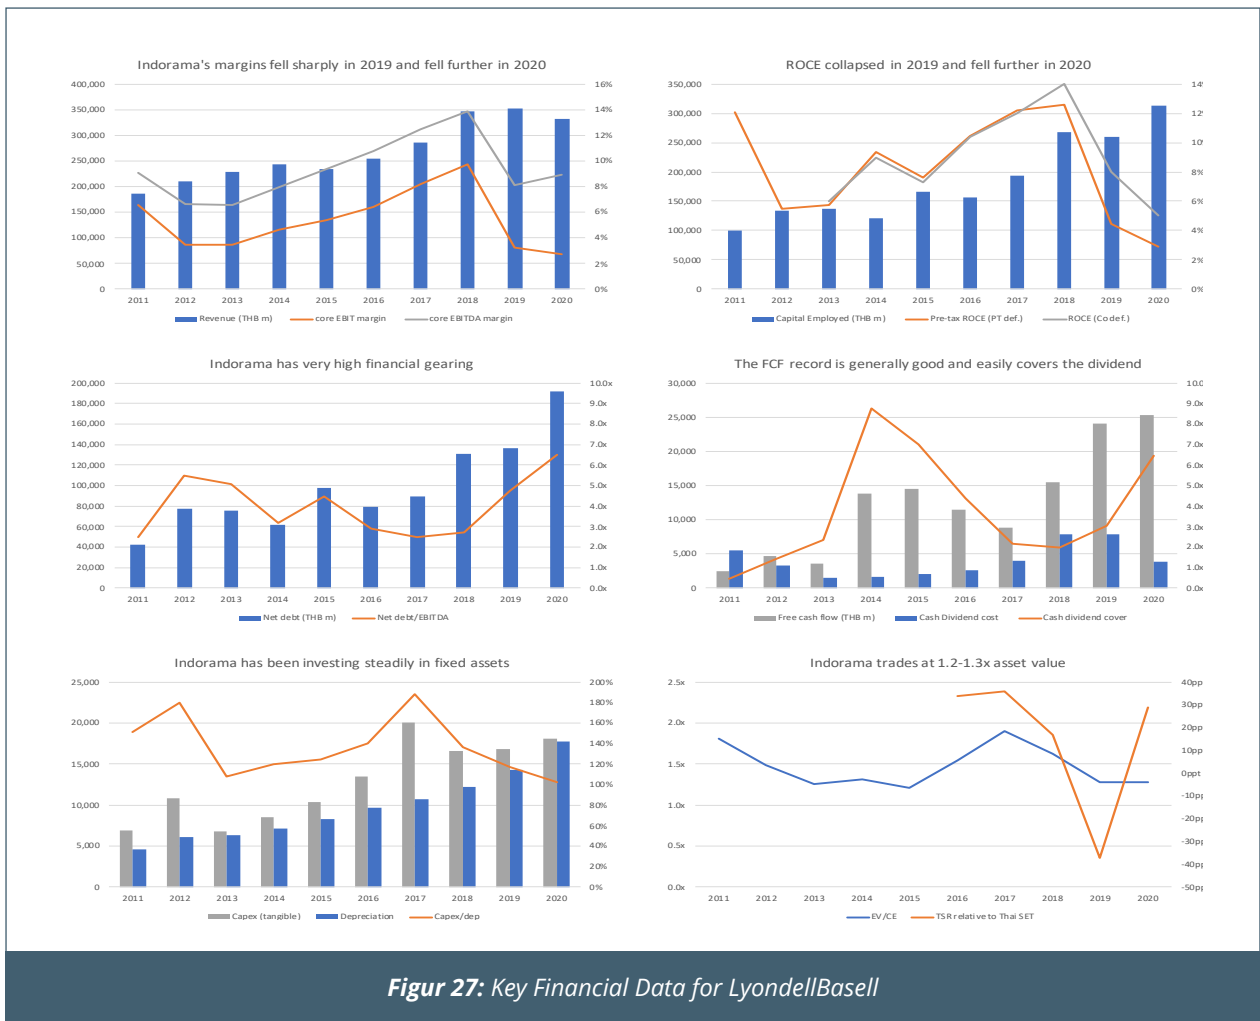 Indorama's margins fell sharply in 2019 and fell further in 2020
400,000
350,000
300,000
250,000
200,000
150,000
100,000
50,000
0
16%
14%
12%
10%
8%
6%
4%
2%
0%
2011 2012 2013 2014 2015 2016 2017 2018 2019 2020
Revenue (THB m) core EBIT margin core EBITDA margin
ROCE collapsed in 2019 and fell further in 2020
350,000
300,000
250,000
200,000
150,000
100,000
50,000
0
14%
12%
10%
8%
6%
4%
2%
0%
2011 2012 2013 2014 2015 2016 2017 2018 2019 2020
Capital Employed (THB m) Pre-tax ROCE (PT def.) ROCE (Co def.)
Indorama has very high financial gearing
200,000
180,000
160,000
140,000
120,000
100,000
80,000
60,000
40,000
20,000
0
10.0x
9.0x
8.0x
7.0x
6.0x
5.0x
4.0x
3.0x
2.0x
1.0x
0.0x
2011 2012 2013 2014 2015 2016 2017 2018 2019 2020
Net debt (THB m) Net debt/EBITDA
The FCF record is generally good and easily covers the dividend
30,000
25,000
20,000
15,000
10,000
5,000
0
10.0
9.0x
8.0x
7.0x
6.0x
5.0x
4.0x
3.0x
2.0x
1.0x
0.0x
2011 2012 2013 2014 2015 2016 2017 2018 2019 2020
Free cash flow (THB m) Cash Dividend cost Cash dividend cover
Indorama has been investing steadily in fixed assets
25,000
20,000
15,000
10,000
5,000
0
200%
180%
160%
140%
120%
100%
80%
60%
40%
20%
0%
2011 2012 2013 2014 2015 2016 2017 2018 2019 2020
Capex (tangible) Depreciation Capex/dep
Indorama trades at 1.2-1.3x asset value
2.5x
2.0x
1.5x
1.0x
0.5x
0.0x
40pp
30pp
20pp
10pp
0ppt
-10pp
-20pp
-30pp
-40pp
-50pp
2011 2012 2013 2014 2015 2016 2017 2018 2019 2020
EV/CE TSR relative to Thai SET
Figur 27: Key Financial Data for LyondellBasell